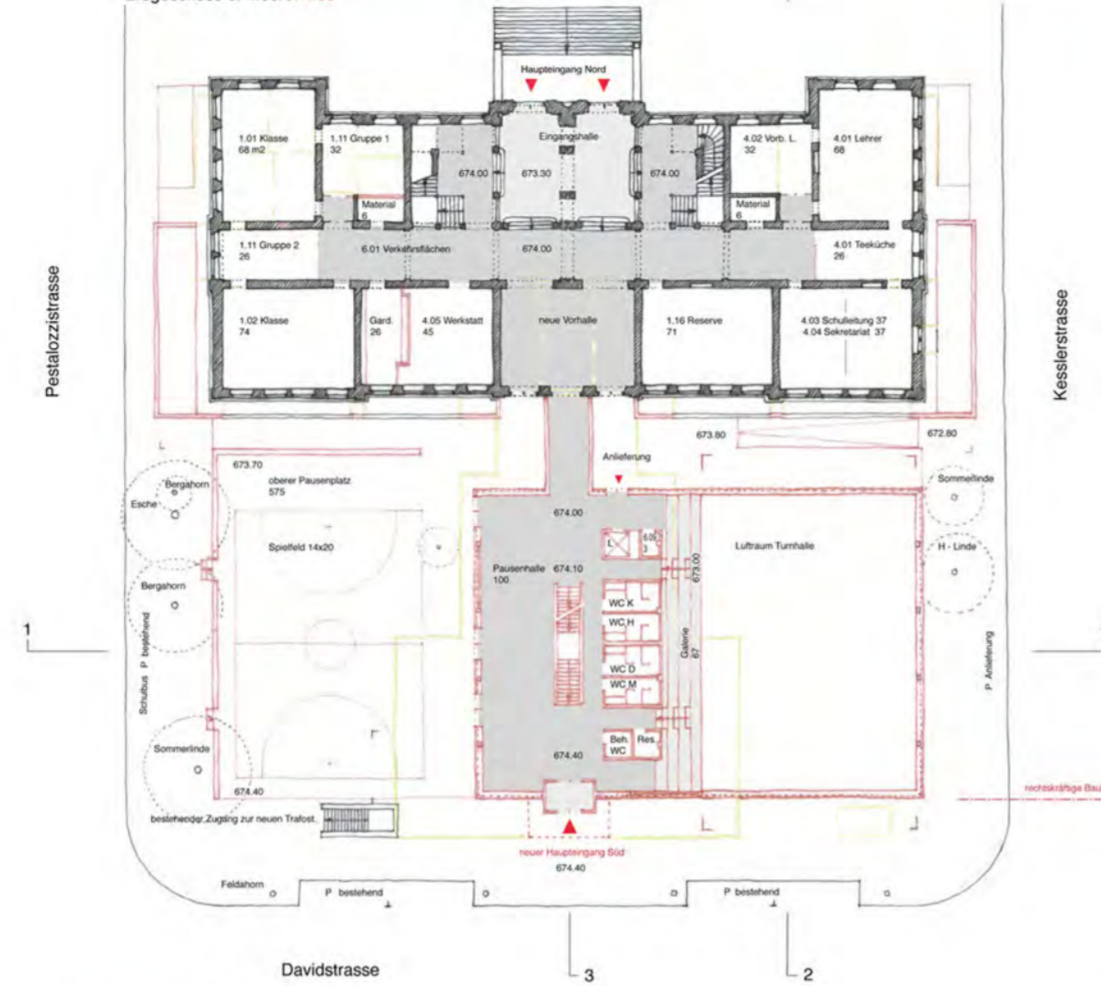 Haupteingang Nord
Eingangshalle
1.01 Klasse
68 m2
1.11 Gruppe 1
32
674.00
673.30
674.00
4.02 Vorb. L.
32
4.01 Lehrer
68
Material
6
Material
6
1.11 Gruppe 2
26
6.01 Verkehrsflächen
674.00
4.01 Teeküche
26
Pestalozzistrasse
Kesslerstrasse
1.02 Klasse
74
Gard.
26
4.05 Werkstatt
45
neue Vorhalle
1.16 Reserve
71
4.03 Schulleitung 37
4.04 Sekretariat 37
673.80
672.80
673.70
oberer Pausenplatz
575
Anlieferung
Bergahorn
Esche
Sommerlinde
674.00
Spielfeld 14x20
L
3
Luftraum Turnhalle
H - Linde
Pausenhalle
100
674.10
673.00
Bergahorn
WC K
WC H
WC D
WC M
Galerie
67
1
Schulbus P bestehend
P Anlieferung
Sommerlinde
Beh.
WC
Res.
674.40
674.40
rechtskräftige Bau
bestehender Zugang zur neuen Trafost.
neuer Haupteingang Süd
674.40
Feldahorn
P bestehend
P bestehend
Davidstrasse
3
2